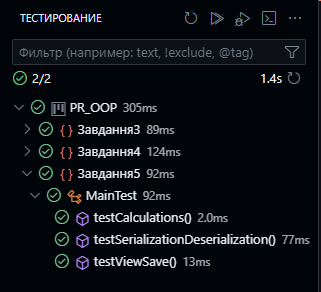 ТЕСТИРОВАНИЕ
Фильтр (например: text, !exclude, @tag)
2/2 1.4s
PR_OOP 305ms
{} Завдання3 89ms
{} Завдання4 124ms
{} Завдання5 92ms
MainTest 92ms
testCalculations() 2.0ms
testSerializationDeserialization() 77ms
testViewSave() 13ms